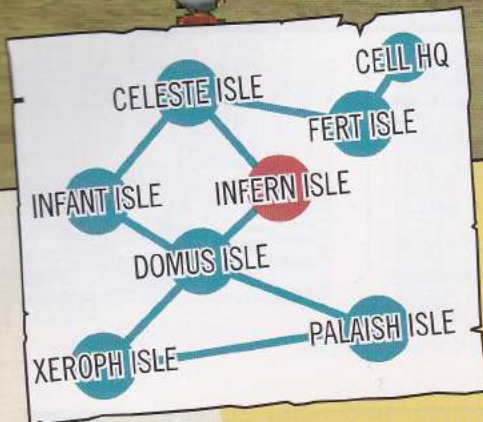 CELL HQ
CELESTE ISLE
FERT ISLE
INFANT ISLE
INFERN ISLE
DOMUS ISLE
PALAISH ISLE
XEROPH ISLE